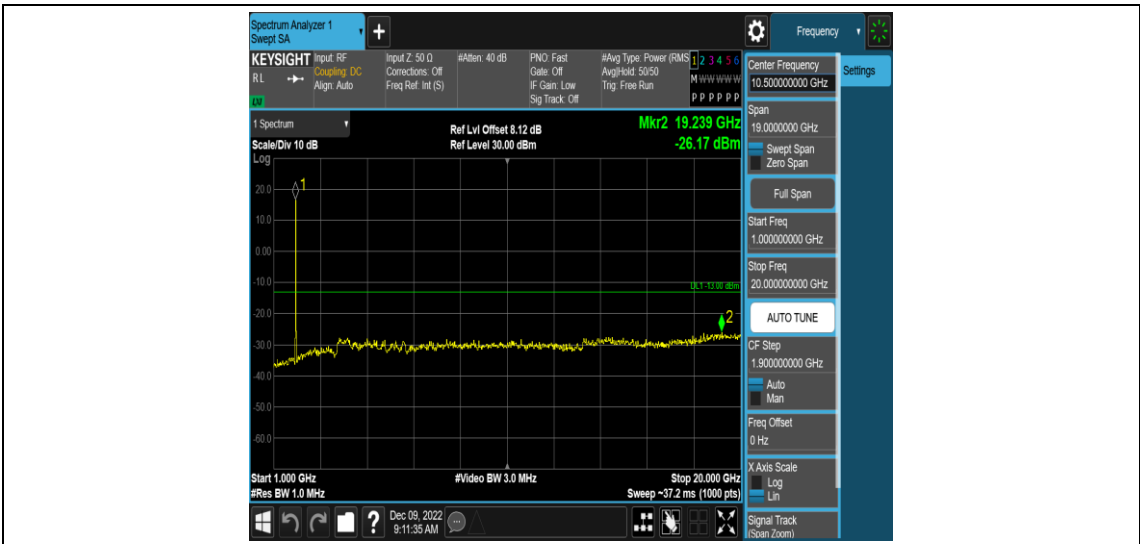 Spectrum Analyzer 1
Swept SA
+
Frequency
KEYSIGHT
RL
LXI
Input: RF
Coupling: DC
Align: Auto
Input Z: 50 Ω
Corrections: Off
Freq Ref: Int (S)
#Atten: 40 dB
PNO: Fast
Gate: Off
IF Gain: Low
Sig Track: Off
#Avg Type: Power (RMS
Avg|Hold: 50/50
Trig: Free Run
1 2 3 4 5 6
M W W W W W
P P P P P P
1 Spectrum
Scale/Div 10 dB
Log
Ref Lvl Offset 8.12 dB
Ref Level 30.00 dBm
Mkr2 19.239 GHz
-26.17 dBm
20.0
10.0
0.00
-10.0
-20.0
-30.0
-40.0
-50.0
-60.0
1
DL1 -13.00 dBm
2
Start 1.000 GHz
#Res BW 1.0 MHz
#Video BW 3.0 MHz
Stop 20.000 GHz
Sweep ~37.2 ms (1000 pts)
Center Frequency
10.500000000 GHz
Span
19.0000000 GHz
Swept Span
Zero Span
Full Span
Start Freq
1.000000000 GHz
Stop Freq
20.000000000 GHz
AUTO TUNE
CF Step
1.900000000 GHz
Auto
Man
Freq Offset
0 Hz
X Axis Scale
Log
Lin
Signal Track
(Span Zoom)
Settings
?
Dec 09, 2022
9:11:35 AM